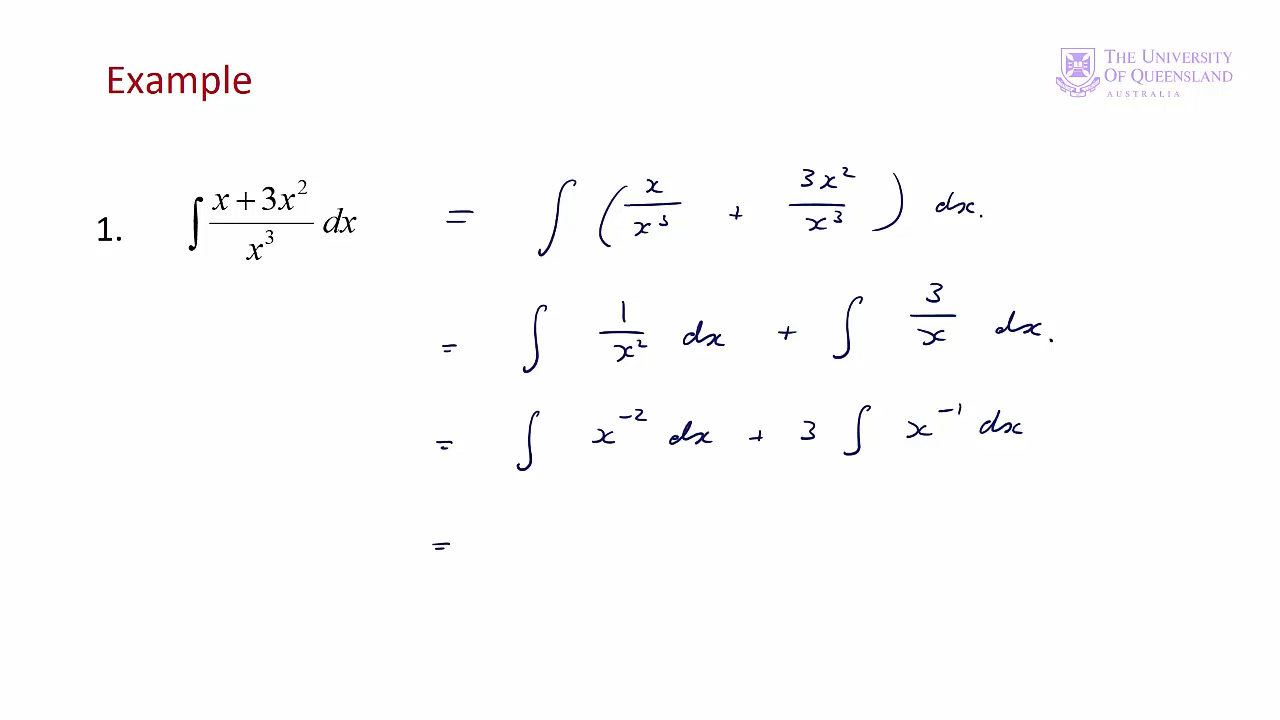 Example
THE UNIVERSITY
OF QUEENSLAND
AUSTRALIA
1. ∫ (x + 3x²)/x³ dx = ∫ (x/x³ + 3x²/x³) dx.
= ∫ 1/x² dx + ∫ 3/x dx.
= ∫ x⁻² dx + 3 ∫ x⁻¹ dx
=